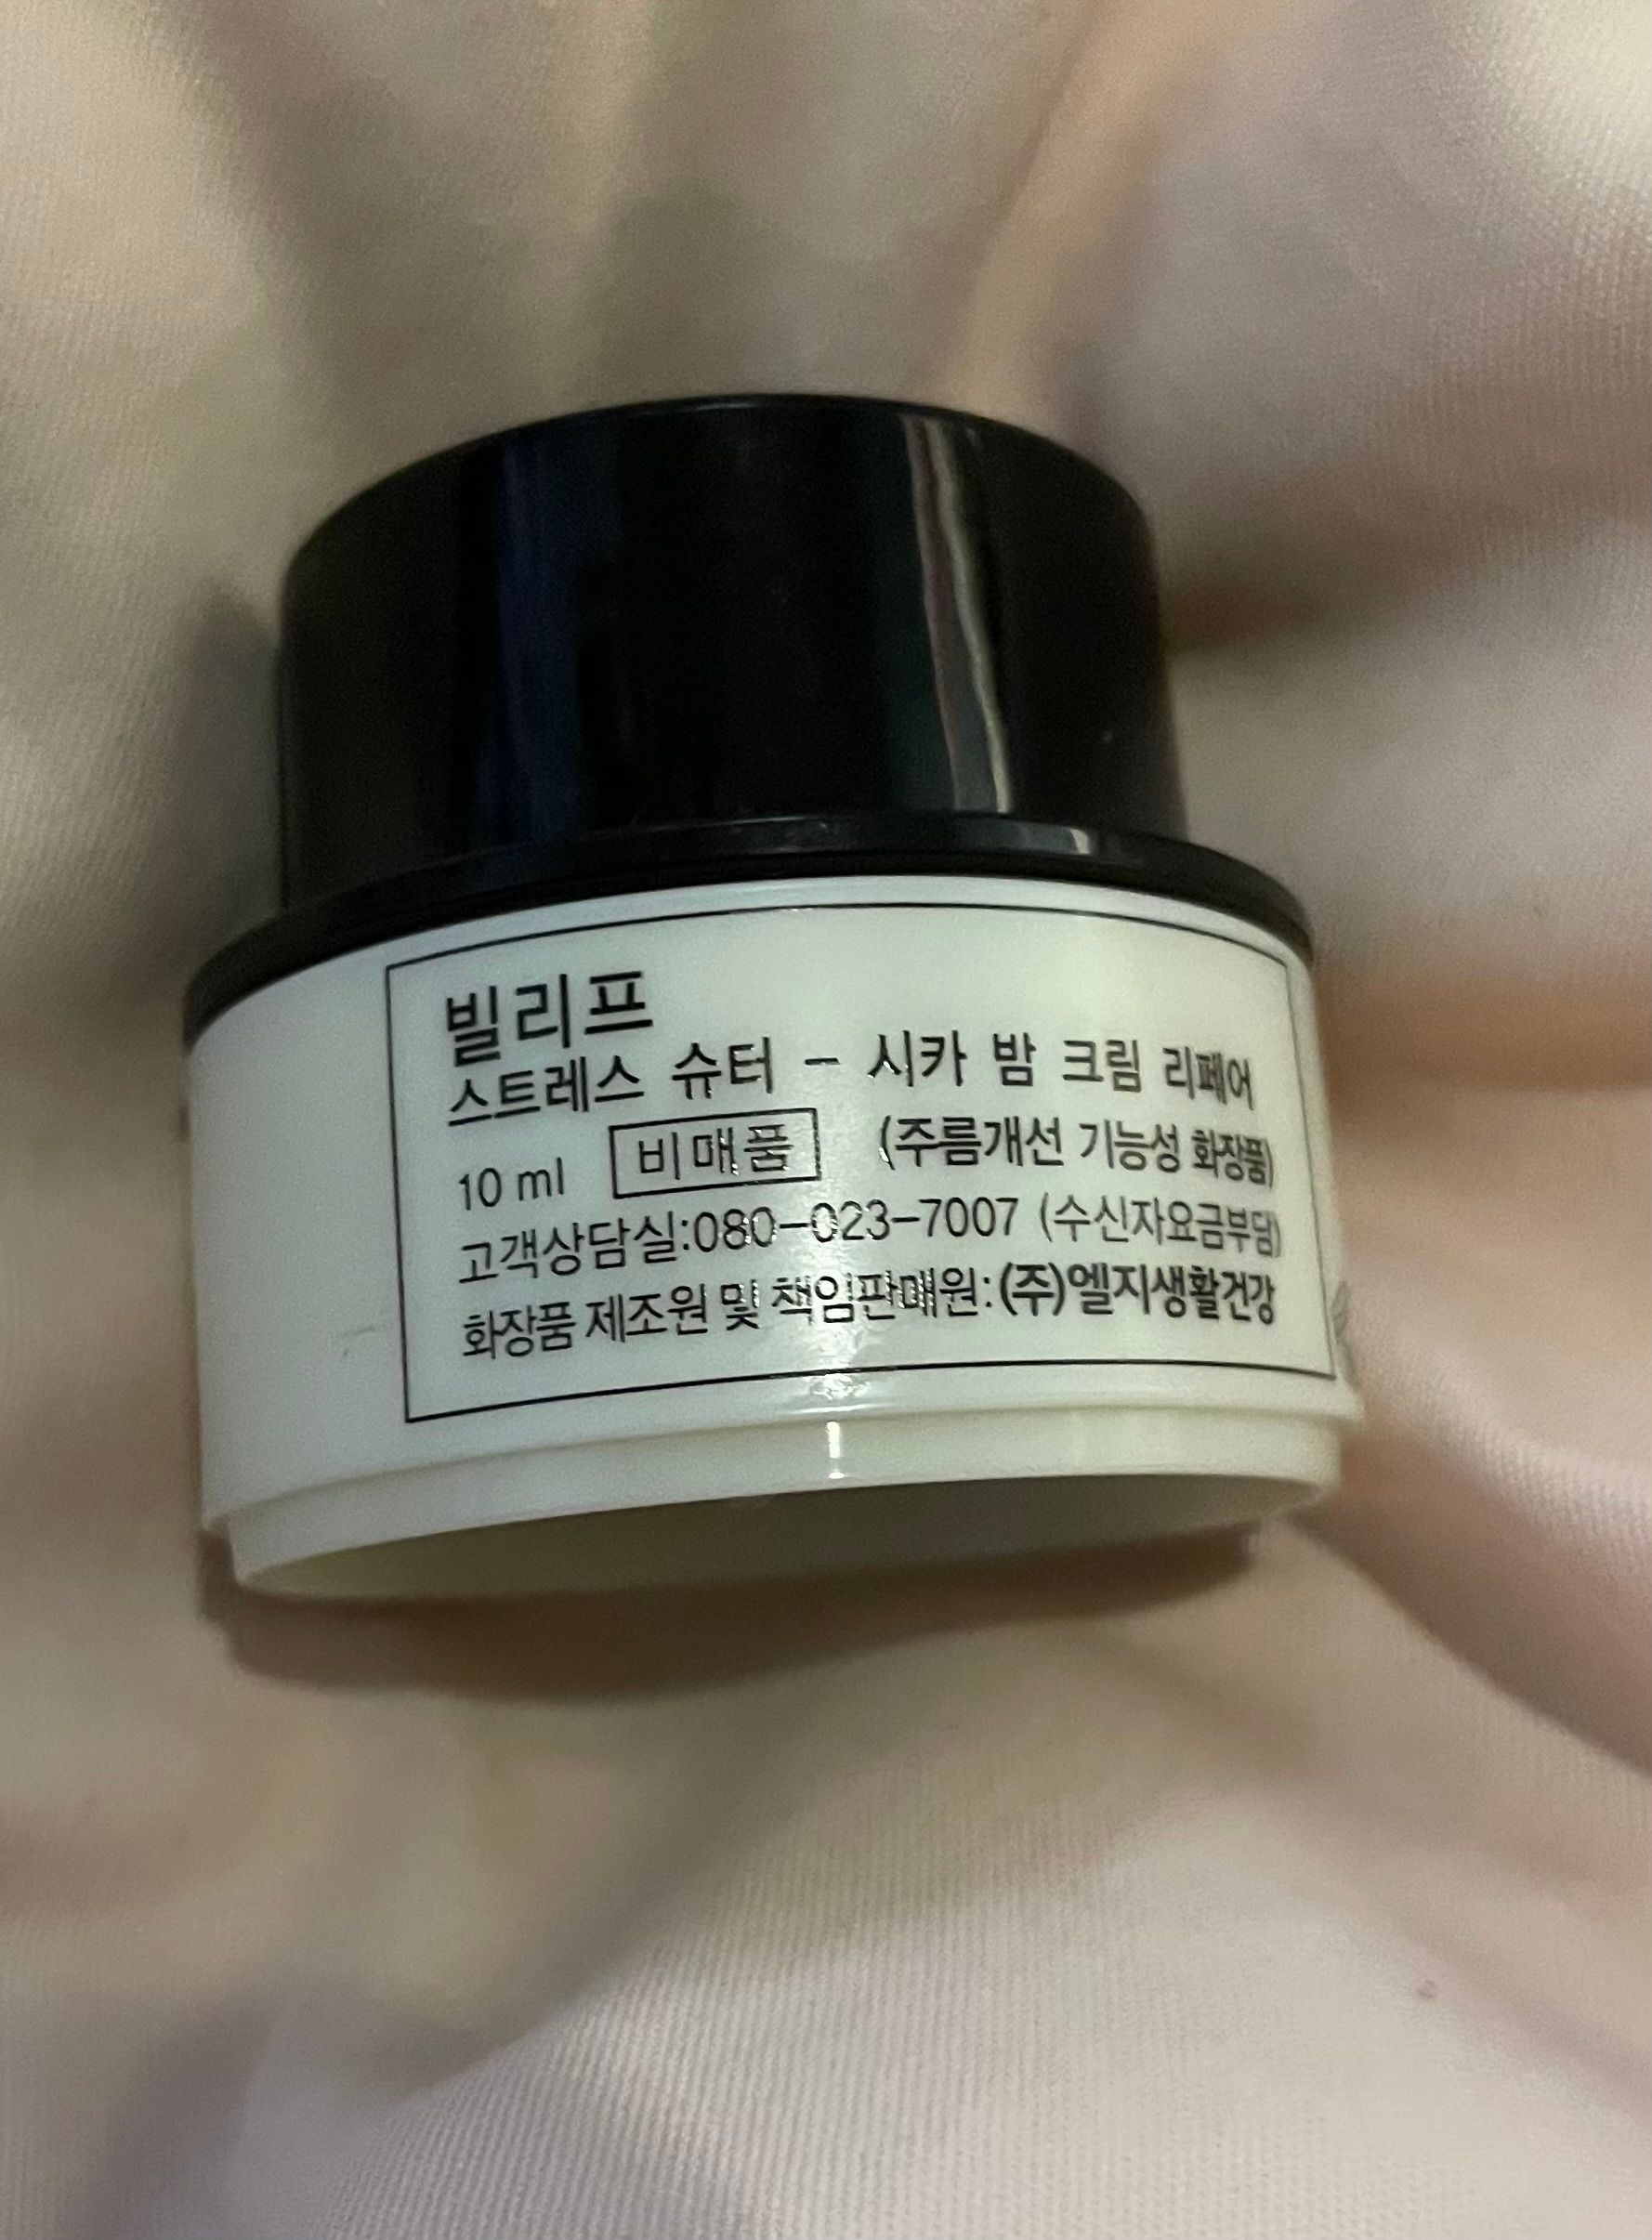 빌리프
스트레스 슈터 - 시카 밤 크림 리페어
10 ml 비매품 (주름개선 기능성 화장품)
고객상담실:080-023-7007 (수신자요금부담)
화장품 제조원 및 책임판매원:(주)엘지생활건강